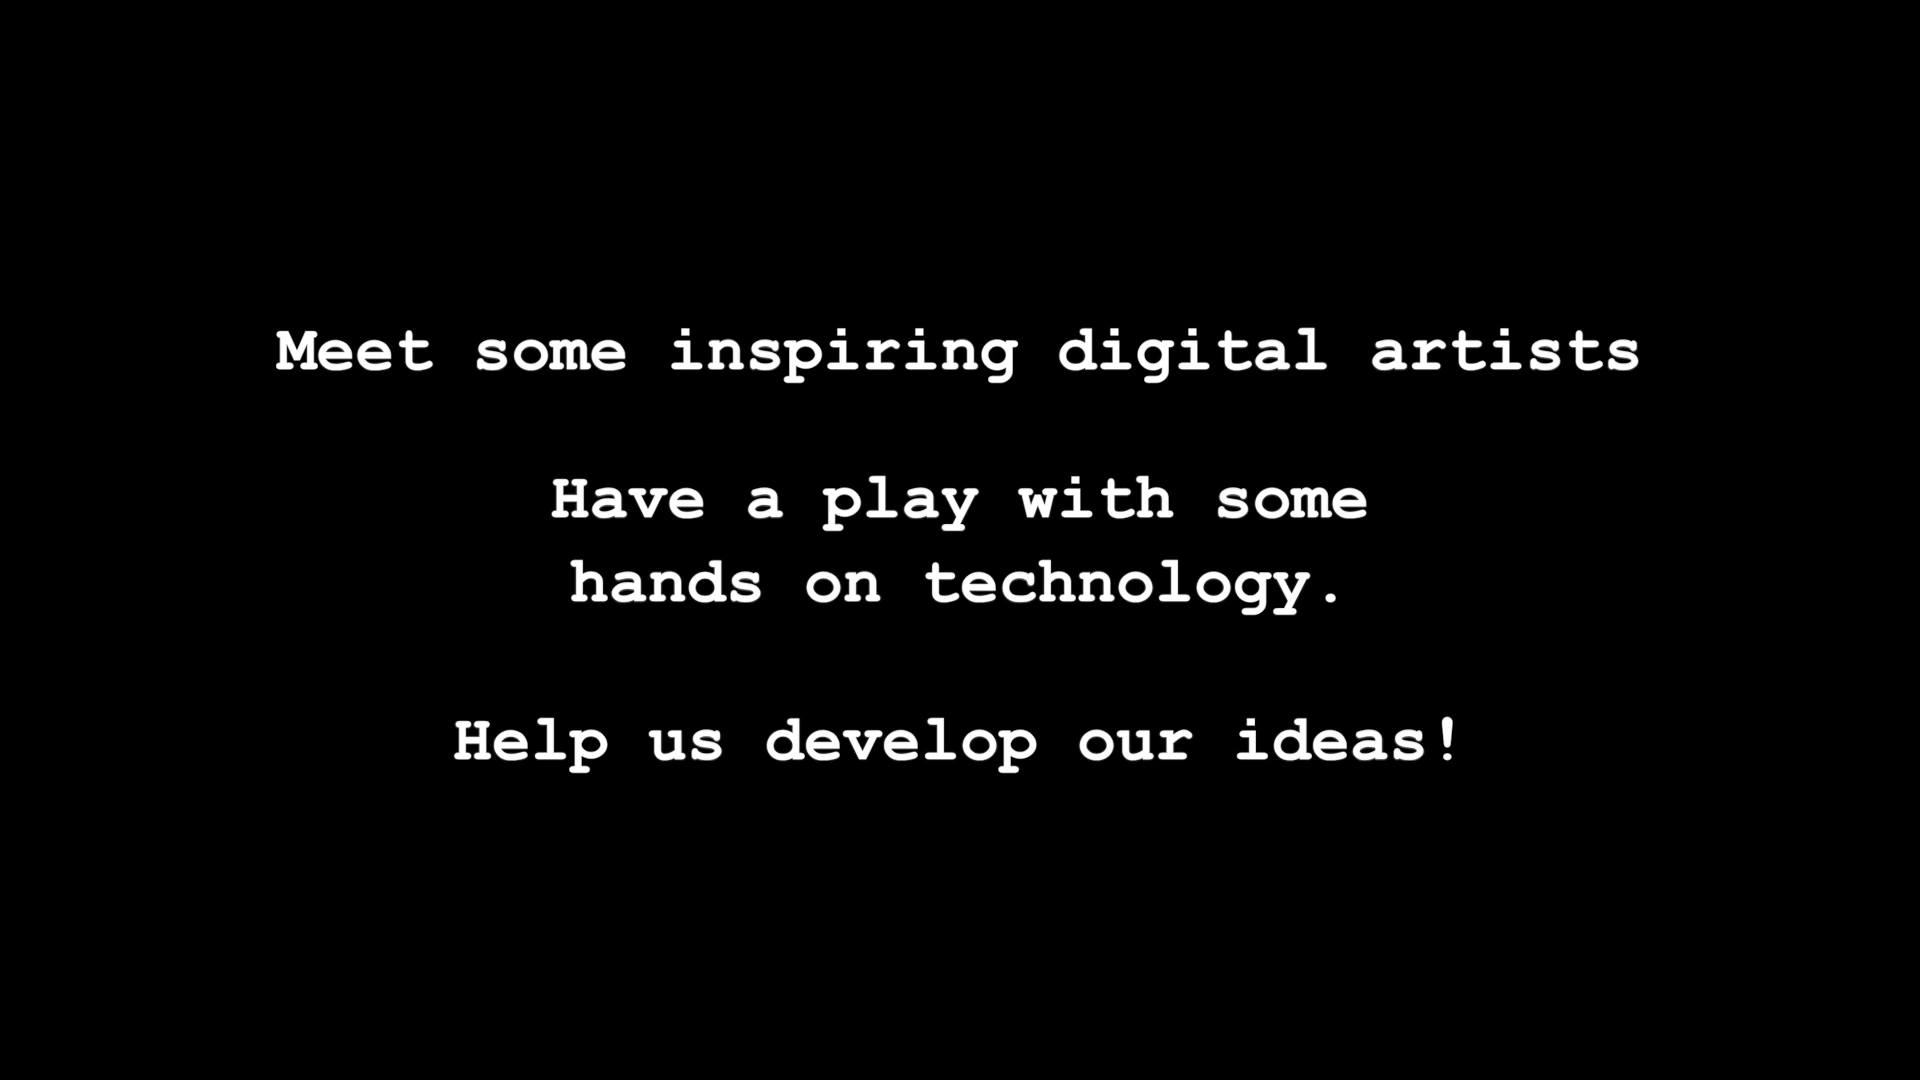 Meet some inspiring digital artists
Have a play with some
hands on technology.
Help us develop our ideas!